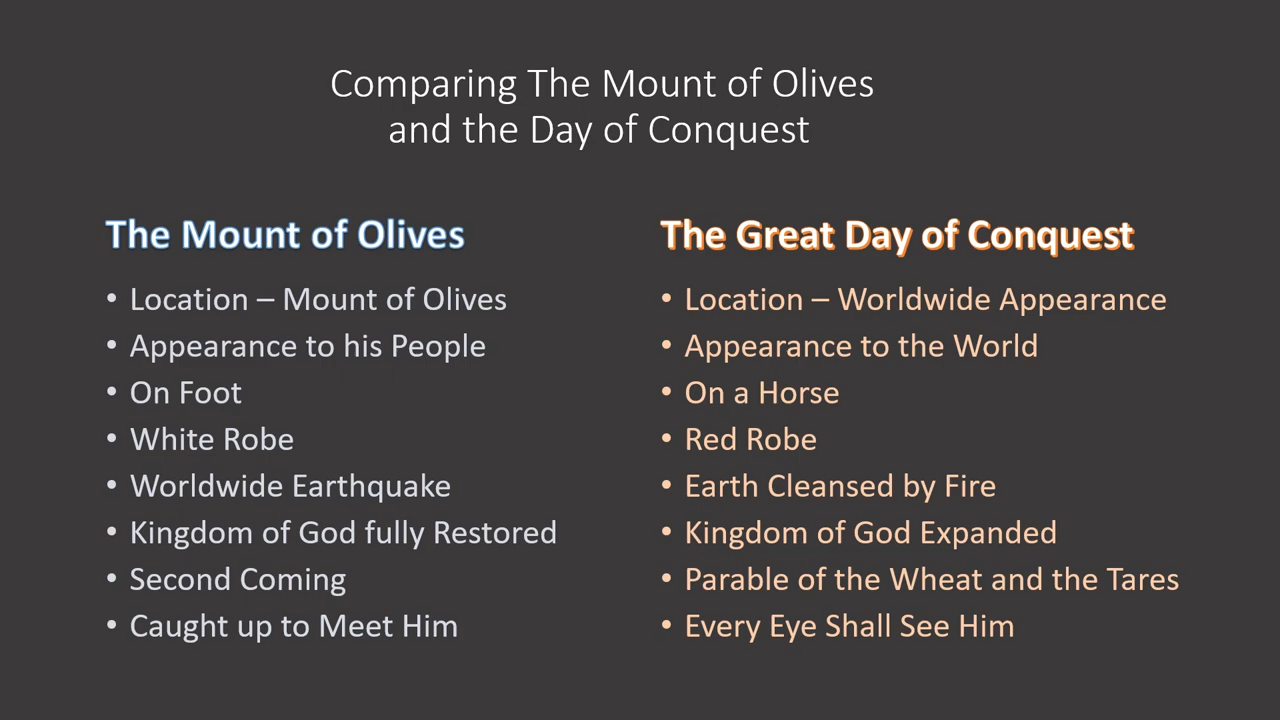 Comparing The Mount of Olives
and the Day of Conquest
The Mount of Olives
• Location – Mount of Olives
• Appearance to his People
• On Foot
• White Robe
• Worldwide Earthquake
• Kingdom of God fully Restored
• Second Coming
• Caught up to Meet Him
The Great Day of Conquest
• Location – Worldwide Appearance
• Appearance to the World
• On a Horse
• Red Robe
• Earth Cleansed by Fire
• Kingdom of God Expanded
• Parable of the Wheat and the Tares
• Every Eye Shall See Him